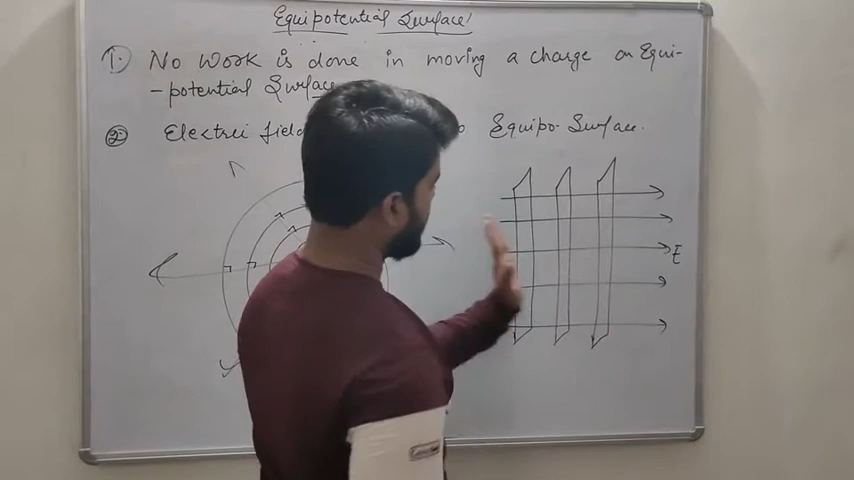 Equipotential Surface
1. No work is done in moving a charge on Equi-
-potential Surface
2. Electric field Equipo. Surface.
E